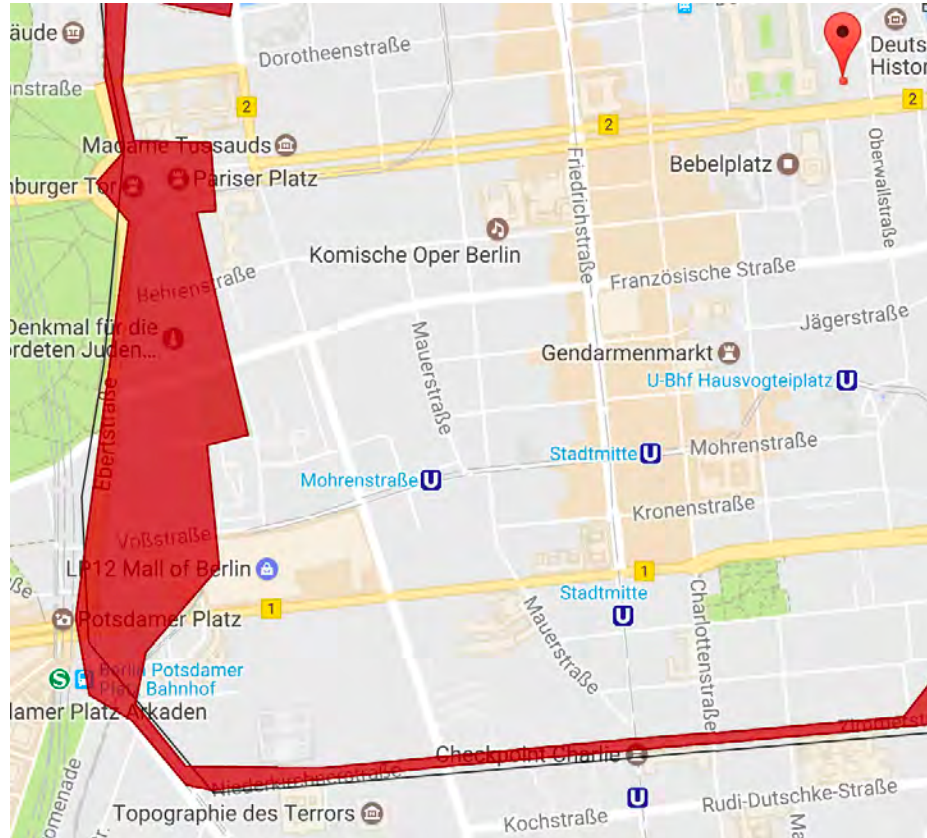 äude
Dorotheenstraße
Deuts
Histor
nstraße
2
2
2
Madame Tussauds
Oberwallstraße
Bebelplatz
nburger Tor
Pariser Platz
Friedrichstraße
Komische Oper Berlin
Französische Straße
Behrenstraße
Mauerstraße
Jägerstraße
Denkmal für die
ordeten Juden...
Gendarmenmarkt
U-Bhf Hausvogteiplatz
U
Ebertstraße
Mohrenstraße
Stadtmitte
U
Mohrenstraße
U
Kronenstraße
Voßstraße
LP12 Mall of Berlin
1
1
Stadtmitte
U
Potsdamer Platz
Mauerstraße
Charlottenstraße
S
Berlin Potsdamer
Platz Bahnhof
damer Platz Arkaden
Zimmerst
Checkpoint Charlie
Niederkirchnerstraße
U
Rudi-Dutschke-Straße
Topographie des Terrors
Kochstraße
omenade
Ma